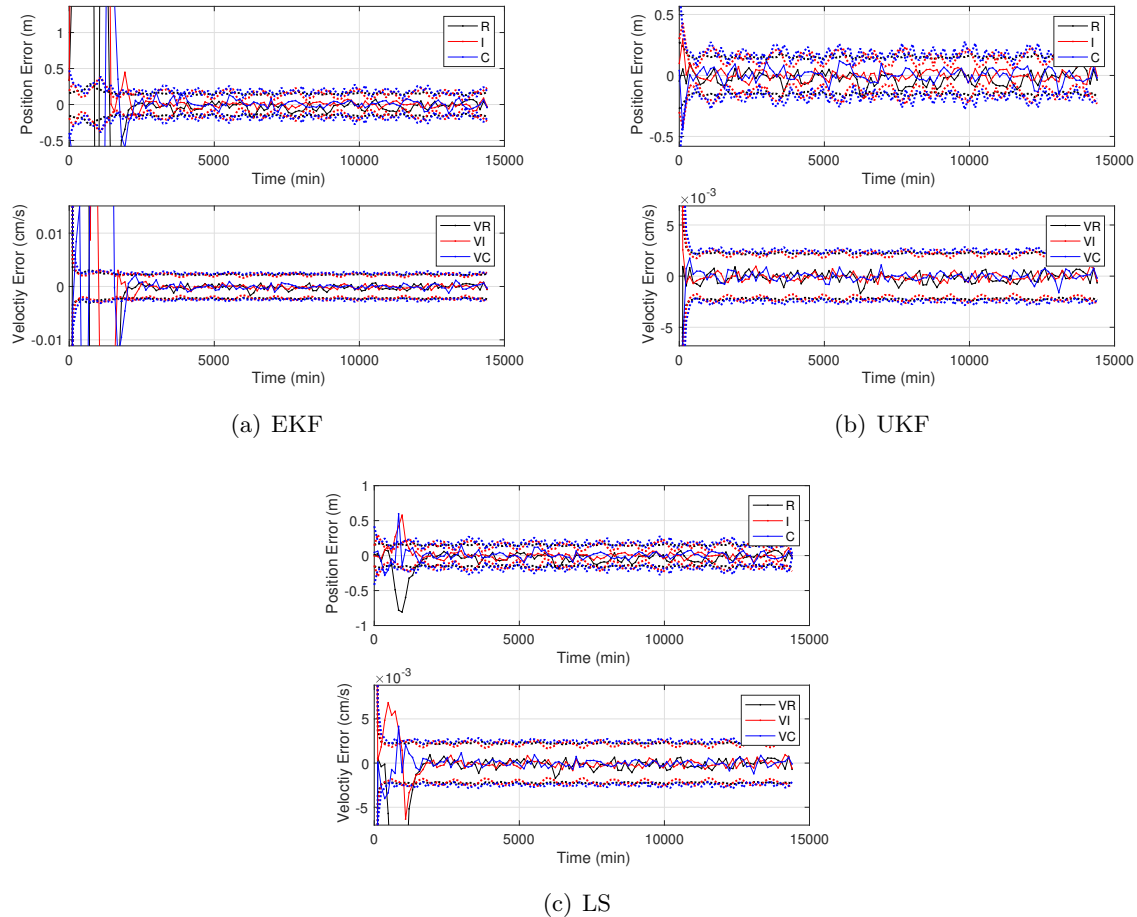 Position Error (m)
1
0.5
0
-0.5
R
I
C
0
5000
10000
15000
Time (min)
Veloctiy Error (cm/s)
0.01
0
-0.01
VR
VI
VC
0
5000
10000
15000
Time (min)
(a) EKF
Position Error (m)
0.5
0
-0.5
R
I
C
0
5000
10000
15000
Time (min)
×10-3
Veloctiy Error (cm/s)
5
0
-5
VR
VI
VC
0
5000
10000
15000
Time (min)
(b) UKF
Position Error (m)
1
0.5
0
-0.5
-1
R
I
C
0
5000
10000
15000
Time (min)
×10-3
Veloctiy Error (cm/s)
5
0
-5
VR
VI
VC
0
5000
10000
15000
Time (min)
(c) LS